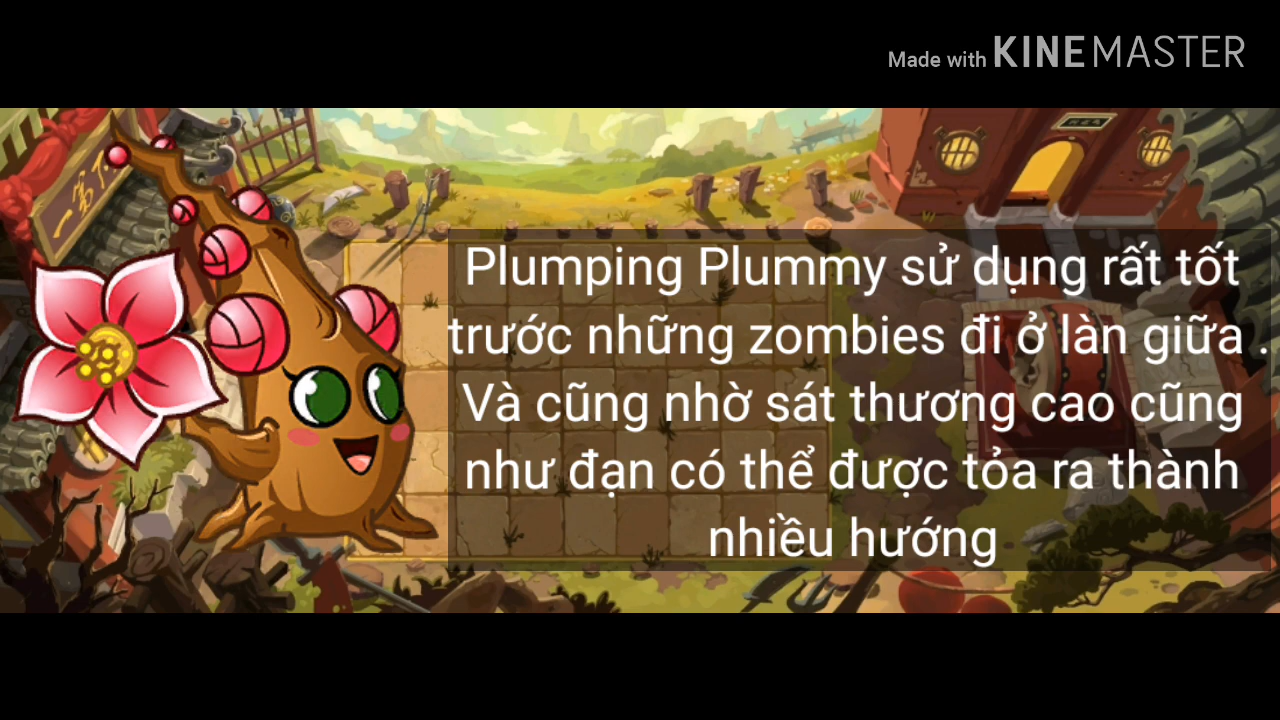 Made with KINEMASTER
Plumping Plummy sử dụng rất tốt
trước những zombies đi ở làn giữa .
Và cũng nhờ sát thương cao cũng
như đạn có thể được tỏa ra thành
nhiều hướng